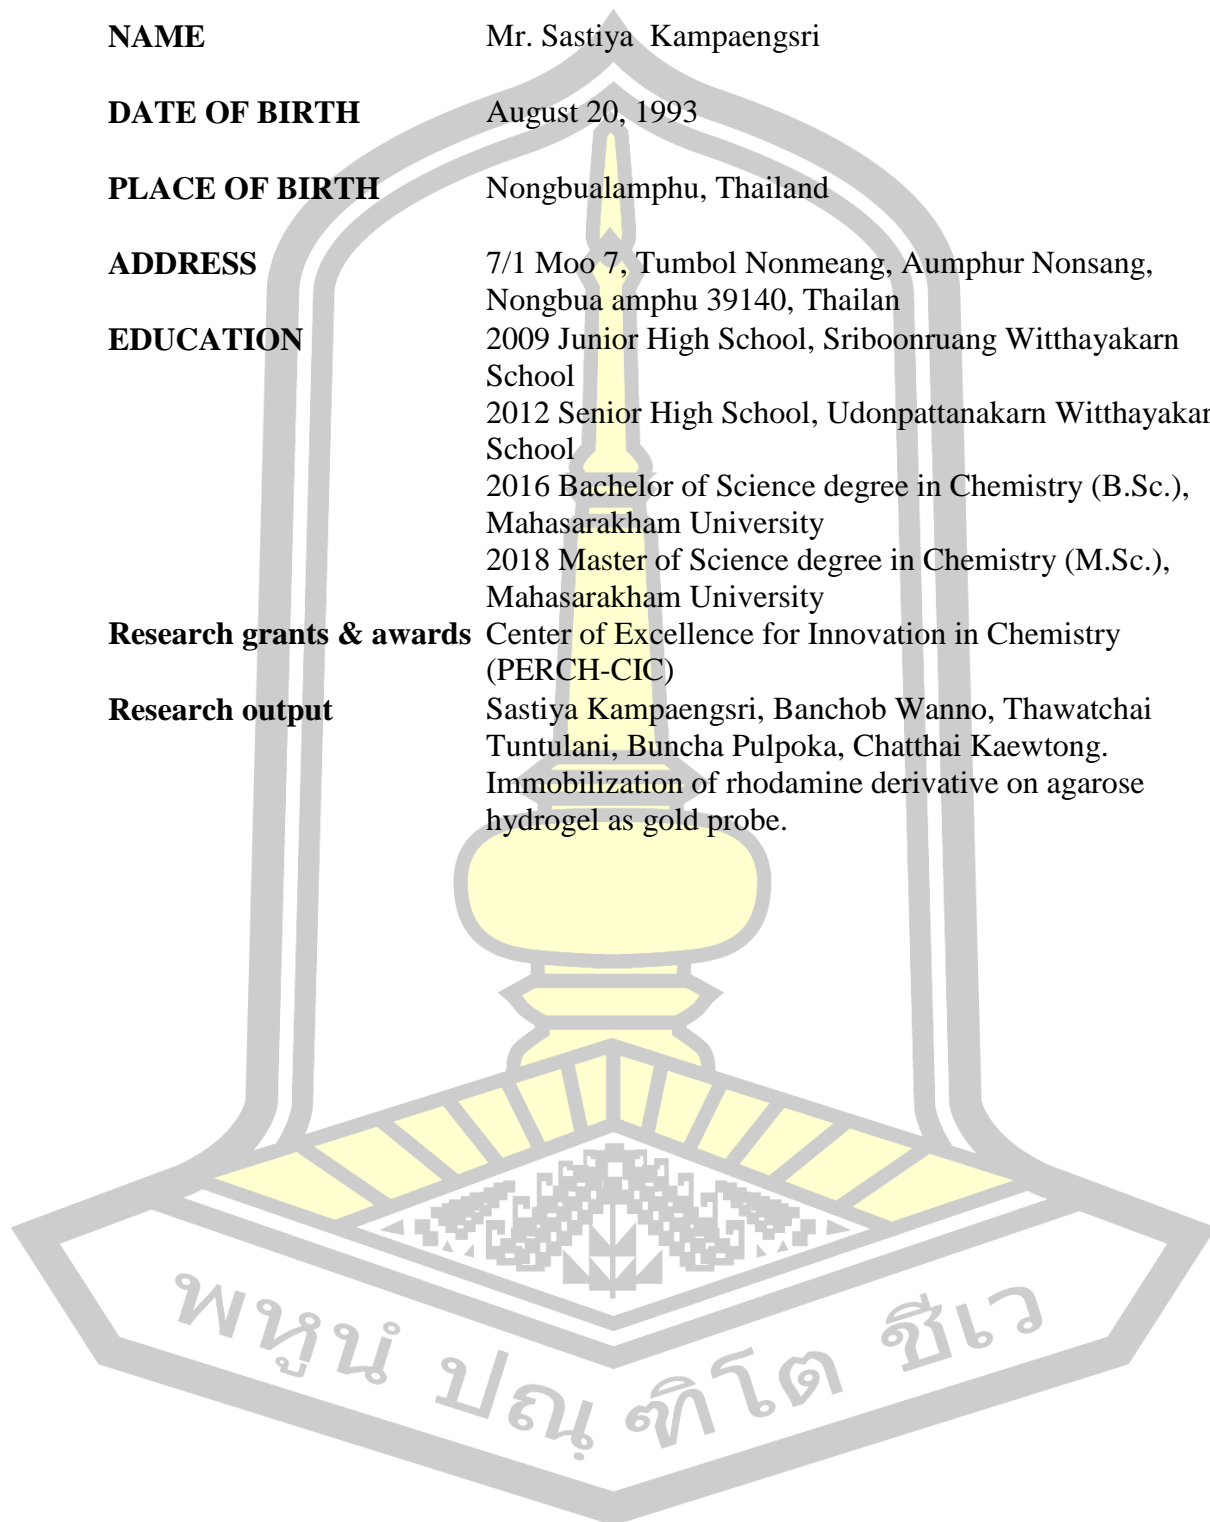 NAME Mr. Sastiya Kampaengsri
DATE OF BIRTH August 20, 1993
PLACE OF BIRTH Nongbualamphu, Thailand
ADDRESS 7/1 Moo 7, Tumbol Nonmeang, Aumphur Nonsang,
Nongbua amphu 39140, Thailan
EDUCATION 2009 Junior High School, Sriboonruang Witthayakarn
School
2012 Senior High School, Udonpattanakarn Witthayakar
School
2016 Bachelor of Science degree in Chemistry (B.Sc.),
Mahasarakham University
2018 Master of Science degree in Chemistry (M.Sc.),
Mahasarakham University
Research grants & awards Center of Excellence for Innovation in Chemistry
(PERCH-CIC)
Research output Sastiya Kampaengsri, Banchob Wanno, Thawatchai
Tuntulani, Buncha Pulpoka, Chatthai Kaewtong.
Immobilization of rhodamine derivative on agarose
hydrogel as gold probe.
พหูนํ ปณฺฑิโต ชีเว